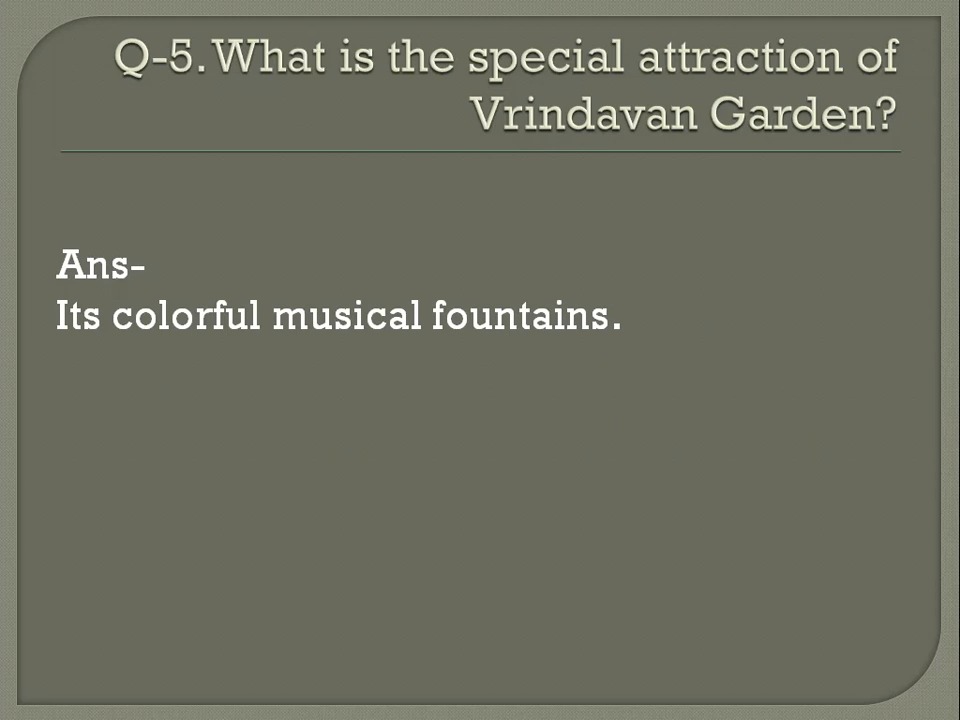 Q-5. What is the special attraction of
Vrindavan Garden?
Ans-
Its colorful musical fountains.